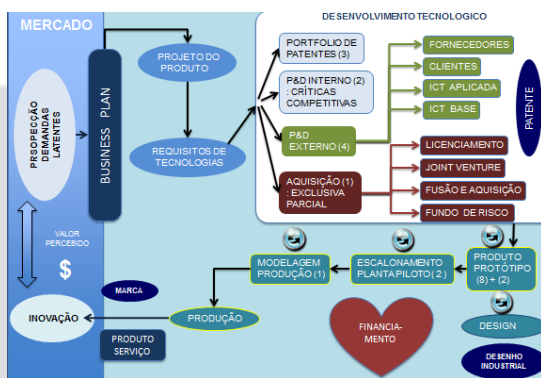 DESENVOLVIMENTO TECNOLOGICO
MERCADO
PRSOPECÇÃO
DEMANDAS
LATENTES
BUSINESS PLAN
PROJETO DO
PRODUTO
REQUISITOS DE
TECNOLOGIAS
PORTFOLIO DE
PATENTES (3)
P&D INTERNO (2)
: CRÍTICAS
COMPETITIVAS
P&D
EXTERNO (4)
AQUISIÇÃO (1)
: EXCLUSIVA
PARCIAL
FORNECEDORES
CLIENTES
ICT APLICADA
ICT BASE
LICENCIAMENTO
JOINT VENTURE
FUSÃO E AQUISIÇÃO
FUNDO DE RISCO
PATENTE
VALOR
PERCEBIDO
$
MODELAGEM
PRODUÇÃO (1)
ESCALONAMENTO
PLANTA PILOTO ( 2 )
PRODUTO
PROTÓTIPO
(8) + (2)
MARCA
INOVAÇÃO
PRODUÇÃO
PRODUTO
SERVIÇO
FINANCIA-
MENTO
DESIGN
DESENHO
INDUSTRIAL